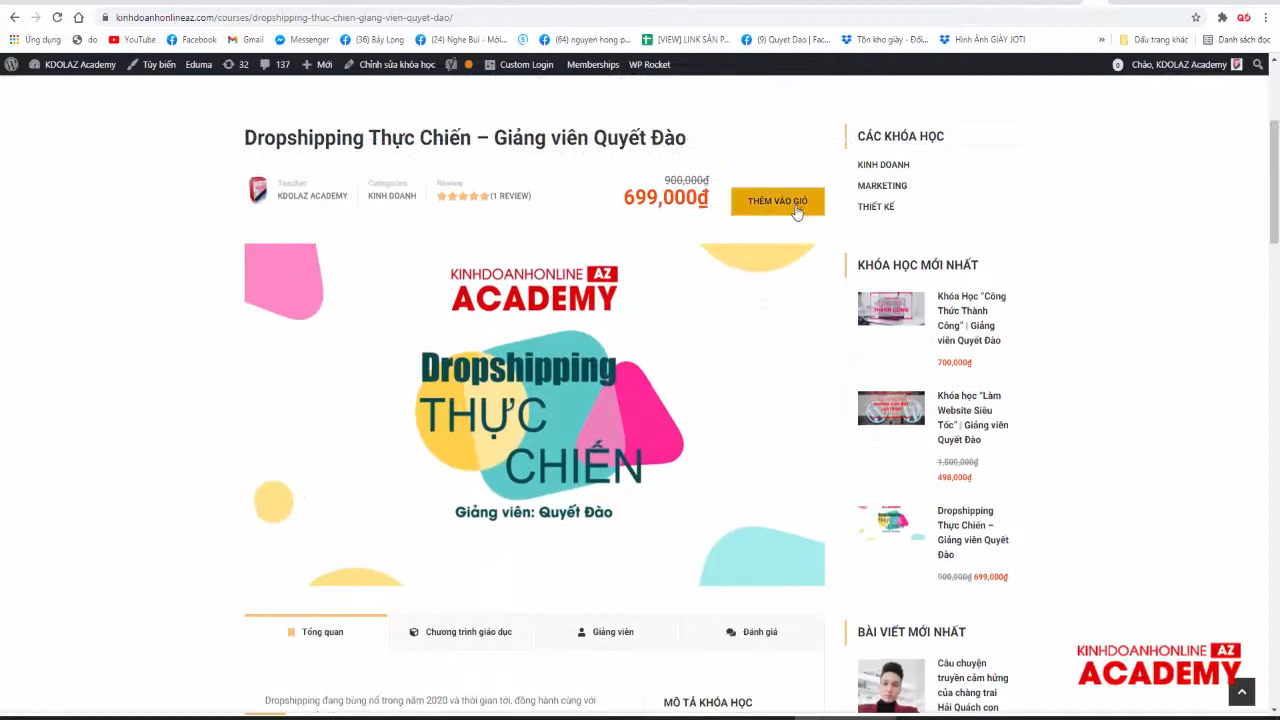 kinhdoanhonlineaz.com/courses/dropshipping-thuc-chien-giang-vien-quyet-dao/
Ứng dụng do YouTube Facebook Gmail Messenger (36) Bảy Long (24) Nghe Bui - Mời... (64) nguyen hong p... [VIEW] LINK SẢN P... (9) Quyet Dao | Fac... Tồn kho giày - Đối... Hình Ảnh GIÀY JOTI » Dấu trang khác Danh sách đọc
KDOLAZ Academy Tùy biến Eduma 32 137 + Mới Chỉnh sửa khóa học Custom Login Memberships WP Rocket 0 Chào, KDOLAZ Academy
Dropshipping Thực Chiến – Giảng viên Quyết Đào
Teacher
KDOLAZ ACADEMY
Categories
KINH DOANH
Review
(1 REVIEW)
900,000₫
699,000₫
THÊM VÀO GIỎ
KINHDOANHONLINE AZ
ACADEMY
Dropshipping
THỰC
CHIẾN
Giảng viên: Quyết Đào
Tổng quan
Chương trình giáo dục
Giảng viên
Đánh giá
Dropshipping đang bùng nổ trong năm 2020 và thời gian tới, đồng hành cùng với
MÔ TẢ KHÓA HỌC
CÁC KHÓA HỌC
KINH DOANH
MARKETING
THIẾT KẾ
KHÓA HỌC MỚI NHẤT
THÀNH CÔNG
Khóa Học "Công
Thức Thành
Công" | Giảng
viên Quyết Đào
700,000₫
Khóa học "Làm
Website Siêu
Tốc" | Giảng viên
Quyết Đào
1,500,000₫
498,000₫
Dropshipping
THỰC
Dropshipping
Thực Chiến –
Giảng viên Quyết
Đào
900,000₫ 699,000₫
BÀI VIẾT MỚI NHẤT
Câu chuyện
truyền cảm hứng
của chàng trai
Hải Quách con
KINHDOANHONLINE AZ
ACADEMY